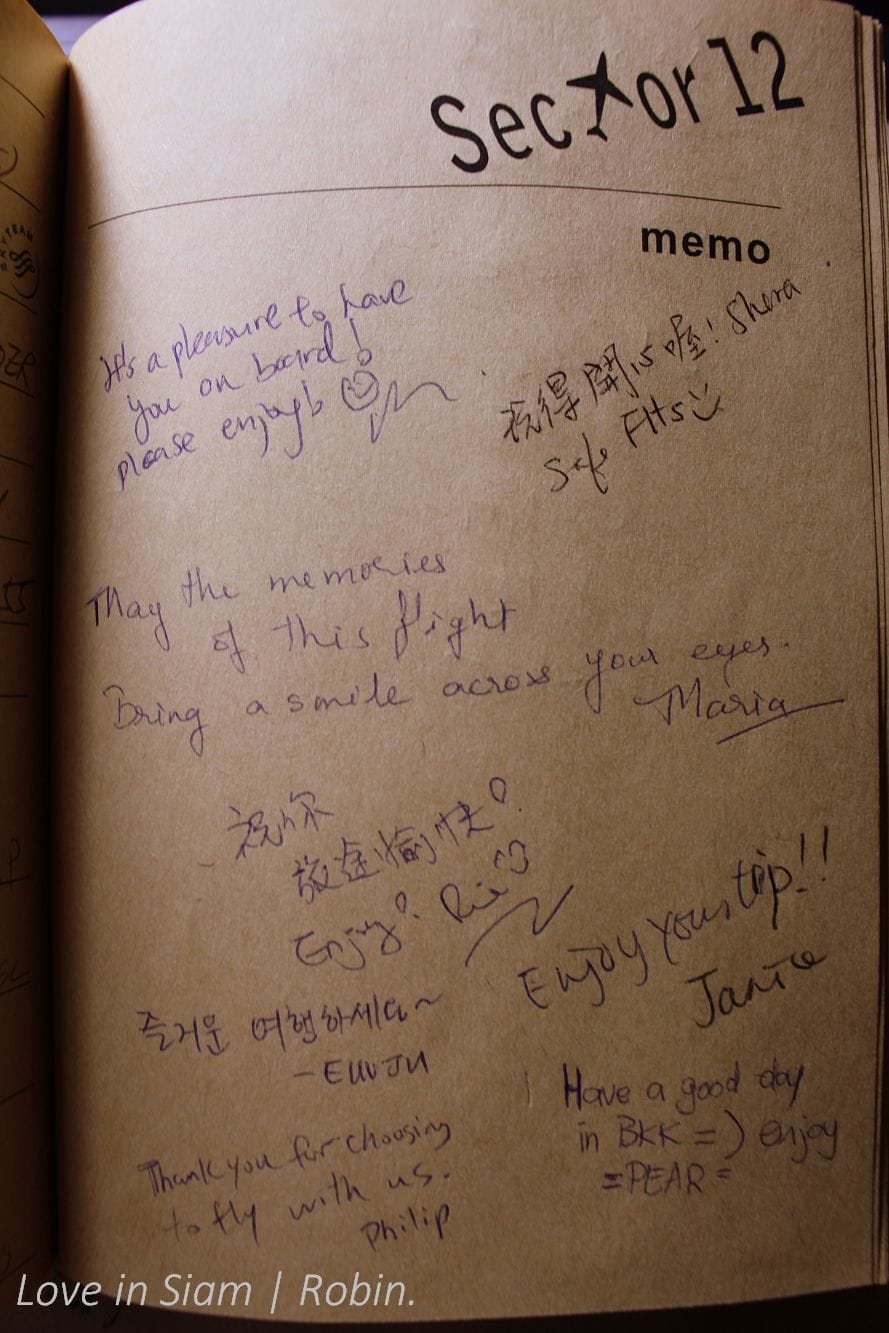 Sector 12
memo
It's a pleasure to have
you on board!
please enjoy!
玩得開心喔! Shera
Safe Flts
May the memories
of this flight
Bring a smile across your eyes.
Maria
祝你
旅途愉快!
Enjoy!
Enjoy your trip!!
Janice
즐거운 여행하세요~
- EUNJU
Have a good day
in BKK =) enjoy
=PEAR=
Thank you for choosing
to fly with us.
Philip
Love in Siam | Robin.